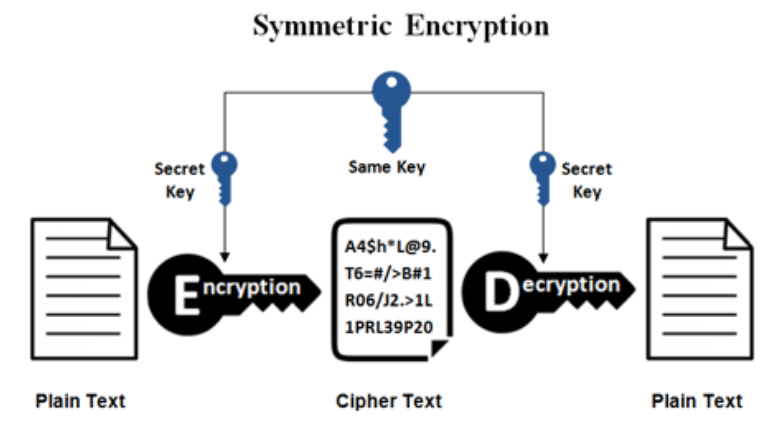 Symmetric Encryption
Same Key
Secret
Key
Secret
Key
Encryption
A4$h*L@9.
T6=#/>B#1
R06/J2.>1L
1PRL39P20
Decryption
Plain Text
Cipher Text
Plain Text